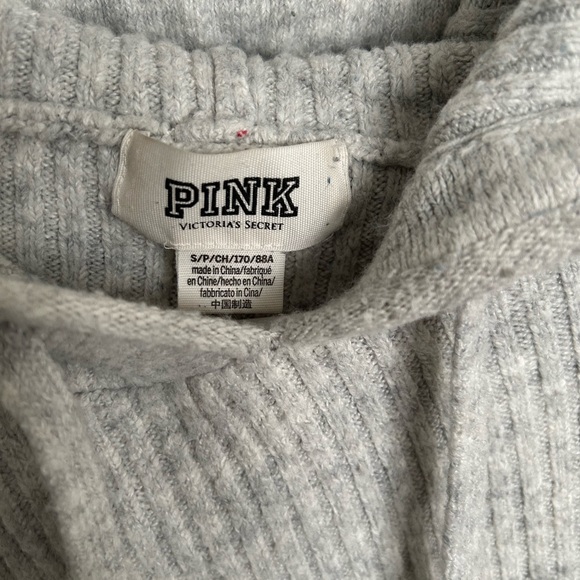 PINK
VICTORIA'S SECRET
S/P/CH/170/88A
made in China/fabriqué
en Chine/hecho en China/
fabbricato in Cina/
中国制造